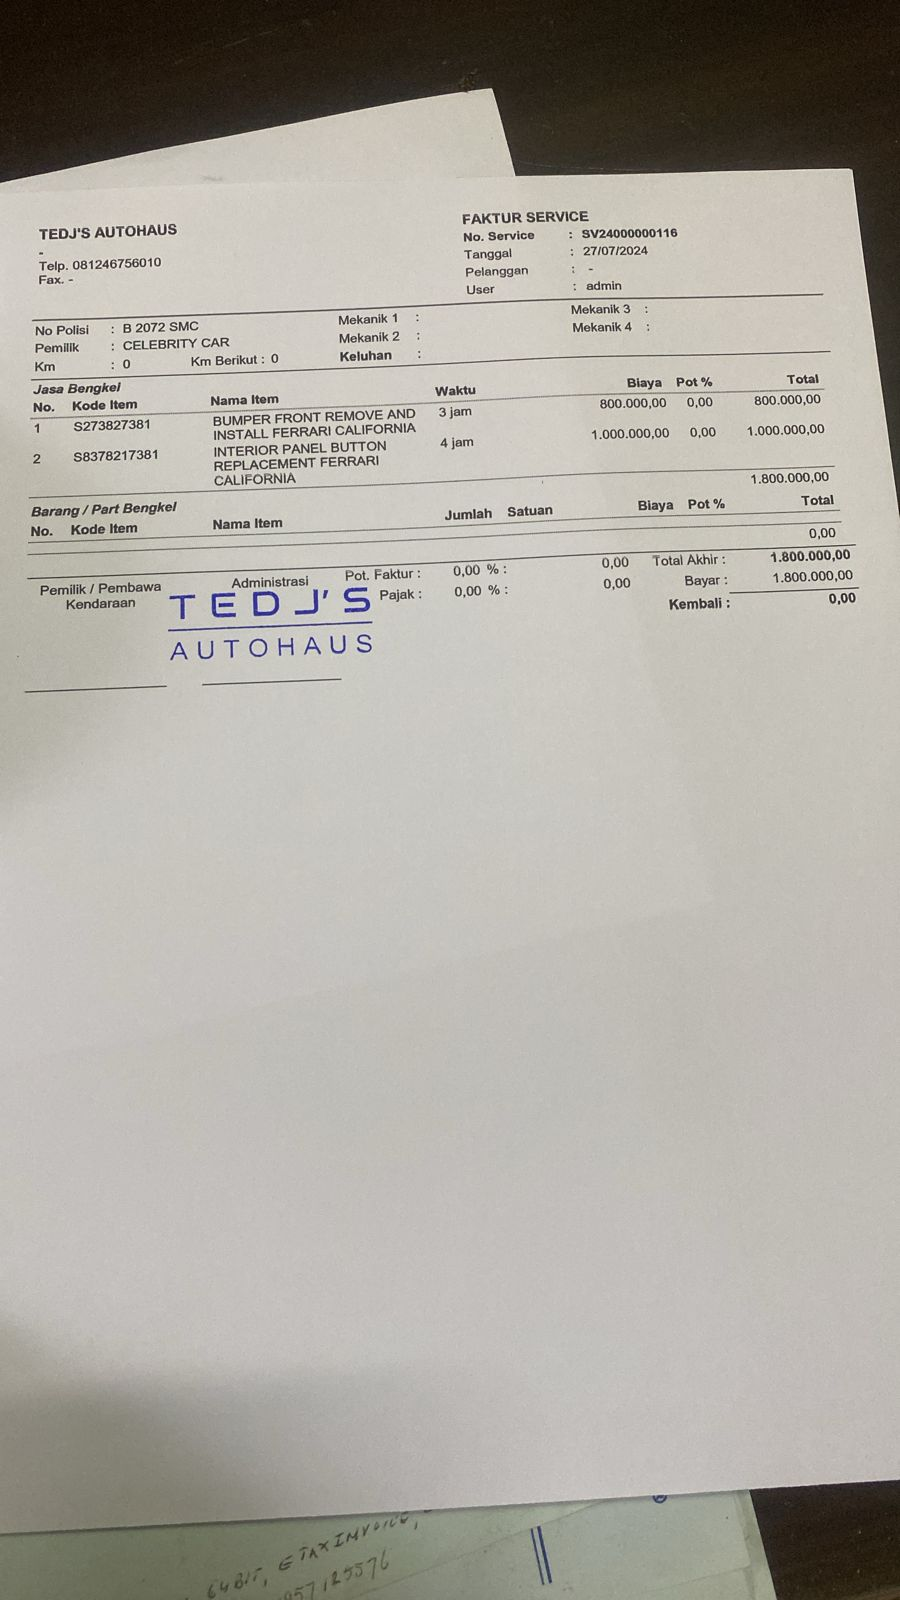 TEDJ'S AUTOHAUS
-
Telp. 081246756010
Fax. -
FAKTUR SERVICE
No. Service : SV24000000116
Tanggal : 27/07/2024
Pelanggan : -
User : admin
No Polisi : B 2072 SMC
Pemilik : CELEBRITY CAR
Km : 0 Km Berikut : 0
Mekanik 1 :
Mekanik 2 :
Keluhan :
Mekanik 3 :
Mekanik 4 :
Jasa Bengkel
No. Kode Item Nama Item Waktu Biaya Pot % Total
1 S273827381 BUMPER FRONT REMOVE AND 3 jam 800.000,00 0,00 800.000,00
INSTALL FERRARI CALIFORNIA
2 S8378217381 INTERIOR PANEL BUTTON 4 jam 1.000.000,00 0,00 1.000.000,00
REPLACEMENT FERRARI
CALIFORNIA
1.800.000,00
Barang / Part Bengkel
No. Kode Item Nama Item Jumlah Satuan Biaya Pot % Total
0,00
Pemilik / Pembawa
Kendaraan
Administrasi
TEDJ'S
AUTOHAUS
Pot. Faktur : 0,00 % : 0,00
Pajak : 0,00 % : 0,00
Total Akhir : 1.800.000,00
Bayar : 1.800.000,00
Kembali : 0,00
64BIT, E TAX INVOICE,
957125576